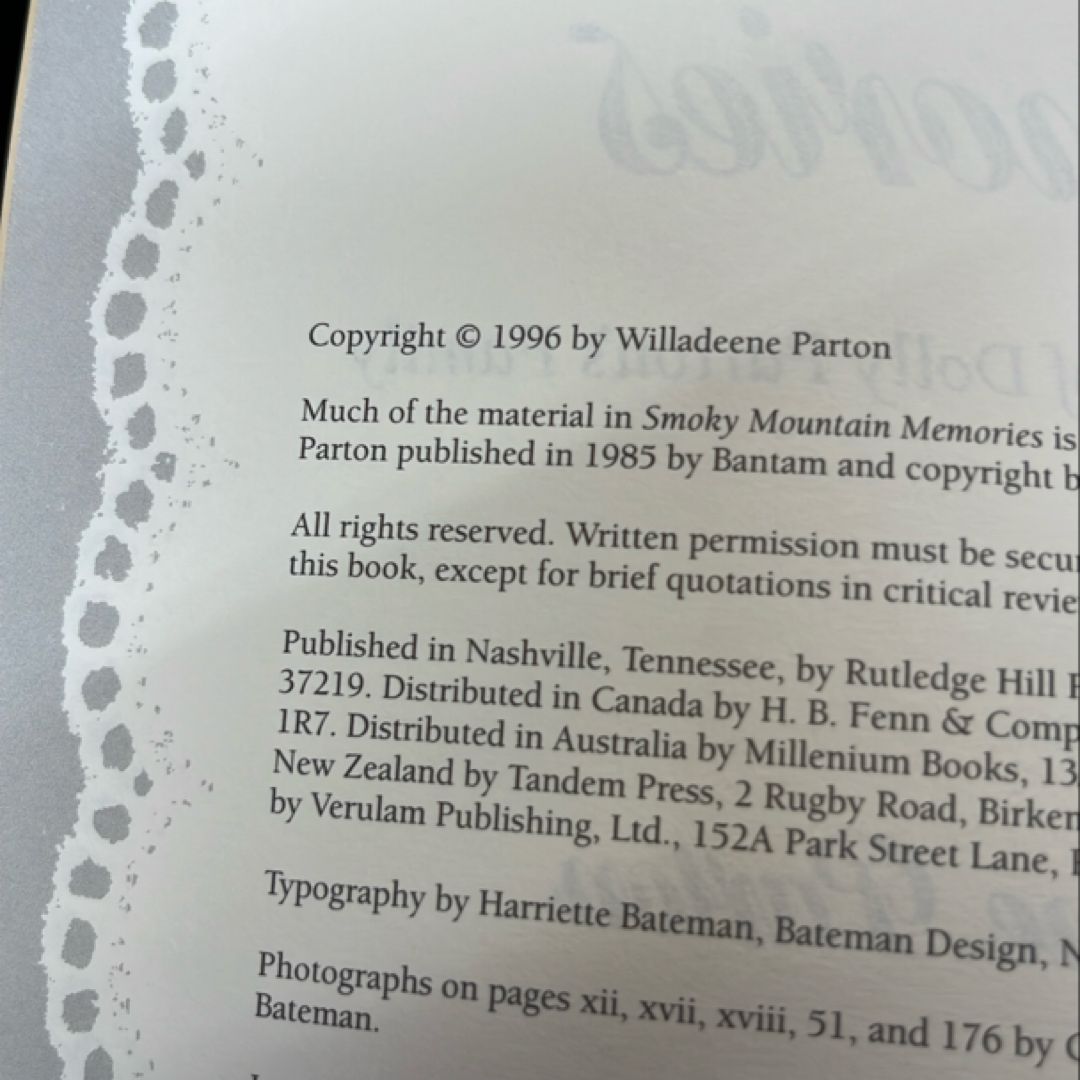 Copyright © 1996 by Willadeene Parton
Much of the material in Smoky Mountain Memories is
Parton published in 1985 by Bantam and copyright b
All rights reserved. Written permission must be secu
this book, except for brief quotations in critical revie
Published in Nashville, Tennessee, by Rutledge Hill
37219. Distributed in Canada by H. B. Fenn & Comp
1R7. Distributed in Australia by Millenium Books, 13
New Zealand by Tandem Press, 2 Rugby Road, Birken
by Verulam Publishing, Ltd., 152A Park Street Lane,
Typography by Harriette Bateman, Bateman Design, N
Photographs on pages xii, xvii, xviii, 51, and 176 by
Bateman.